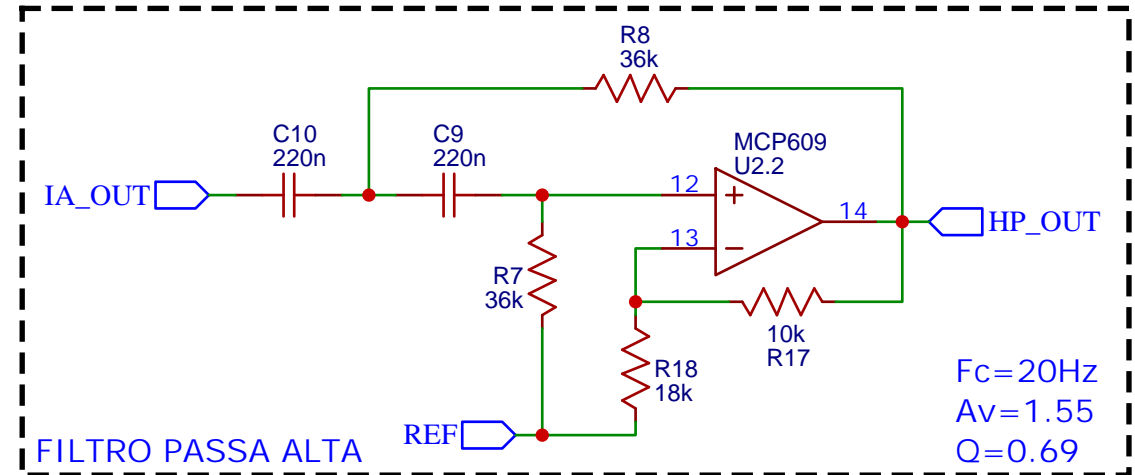 R8
36k
C10
220n
C9
220n
MCP609
U2.2
IA_OUT
12
13
14
HP_OUT
R7
36k
10k
R17
R18
18k
REF
Fc=20Hz
Av=1.55
Q=0.69
FILTRO PASSA ALTA